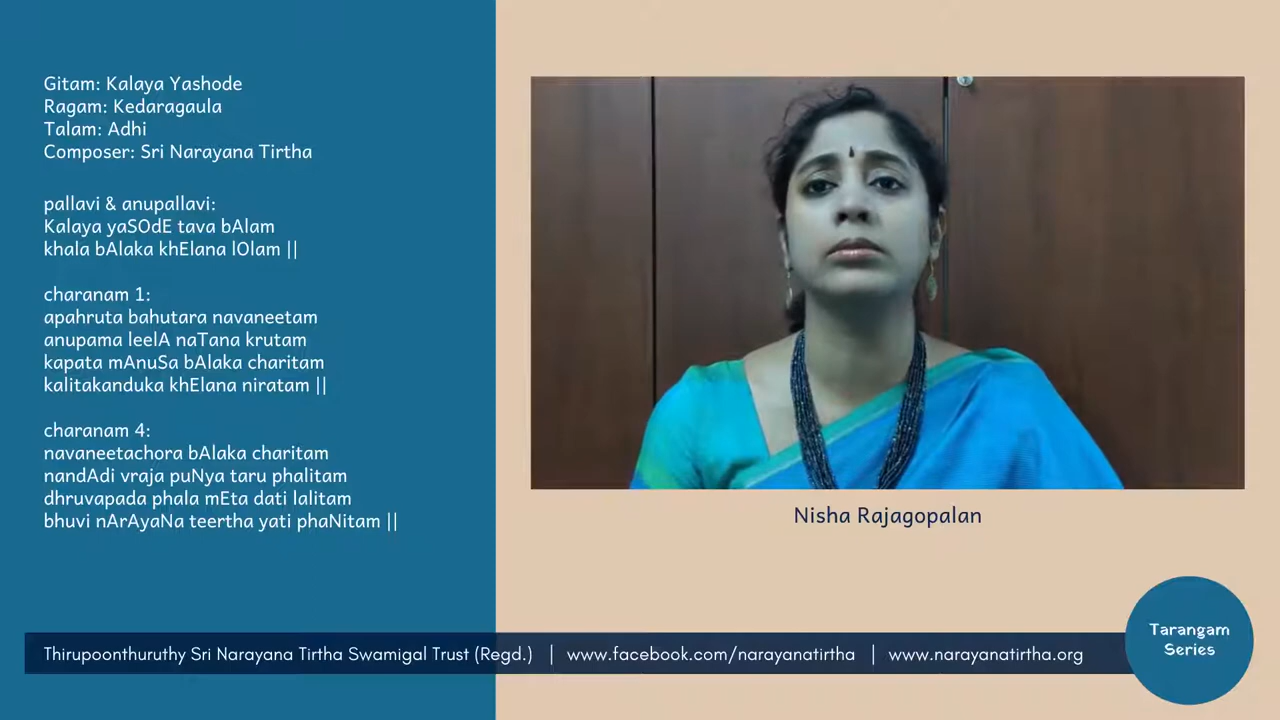 Gitam: Kalaya Yashode
Ragam: Kedaragaula
Talam: Adhi
Composer: Sri Narayana Tirtha
pallavi & anupallavi:
Kalaya yaSOdE tava bAlam
khala bAlaka khElana lOlam ||
charanam 1:
apahruta bahutara navaneetam
anupama leelA naTana krutam
kapata mAnuSa bAlaka charitam
kalitakanduka khElana niratam ||
charanam 4:
navaneetachora bAlaka charitam
nandAdi vraja puNya taru phalitam
dhruvapada phala mEta dati lalitam
bhuvi nArAyaNa teertha yati phaNitam ||
Nisha Rajagopalan
Tarangam
Series
Thirupoonthuruthy Sri Narayana Tirtha Swamigal Trust (Regd.) | www.facebook.com/narayanatirtha | www.narayanatirtha.org